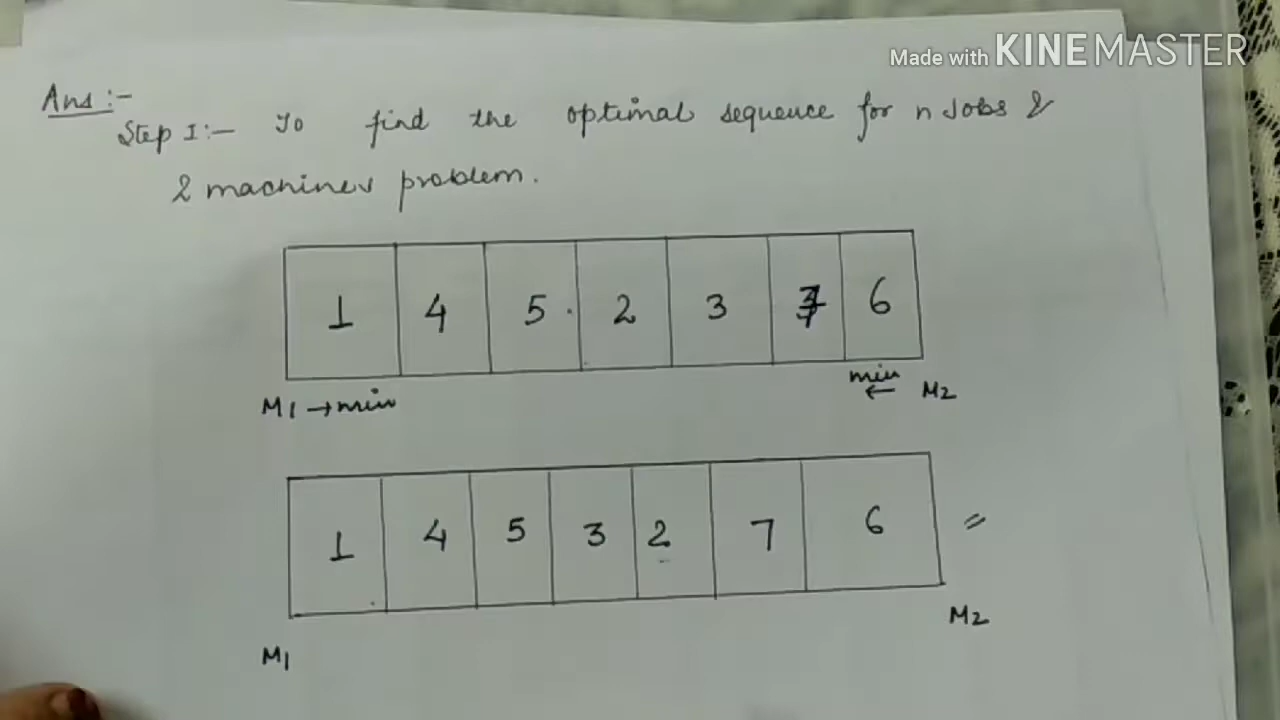 Made with KINEMASTER
Ans :-
Step I :- To find the optimal sequence for n Jobs &
2 machines problem.
1 4 5 2 3 7 6
M1 → min min ← M2
1 4 5 3 2 7 6 =
M1 M2